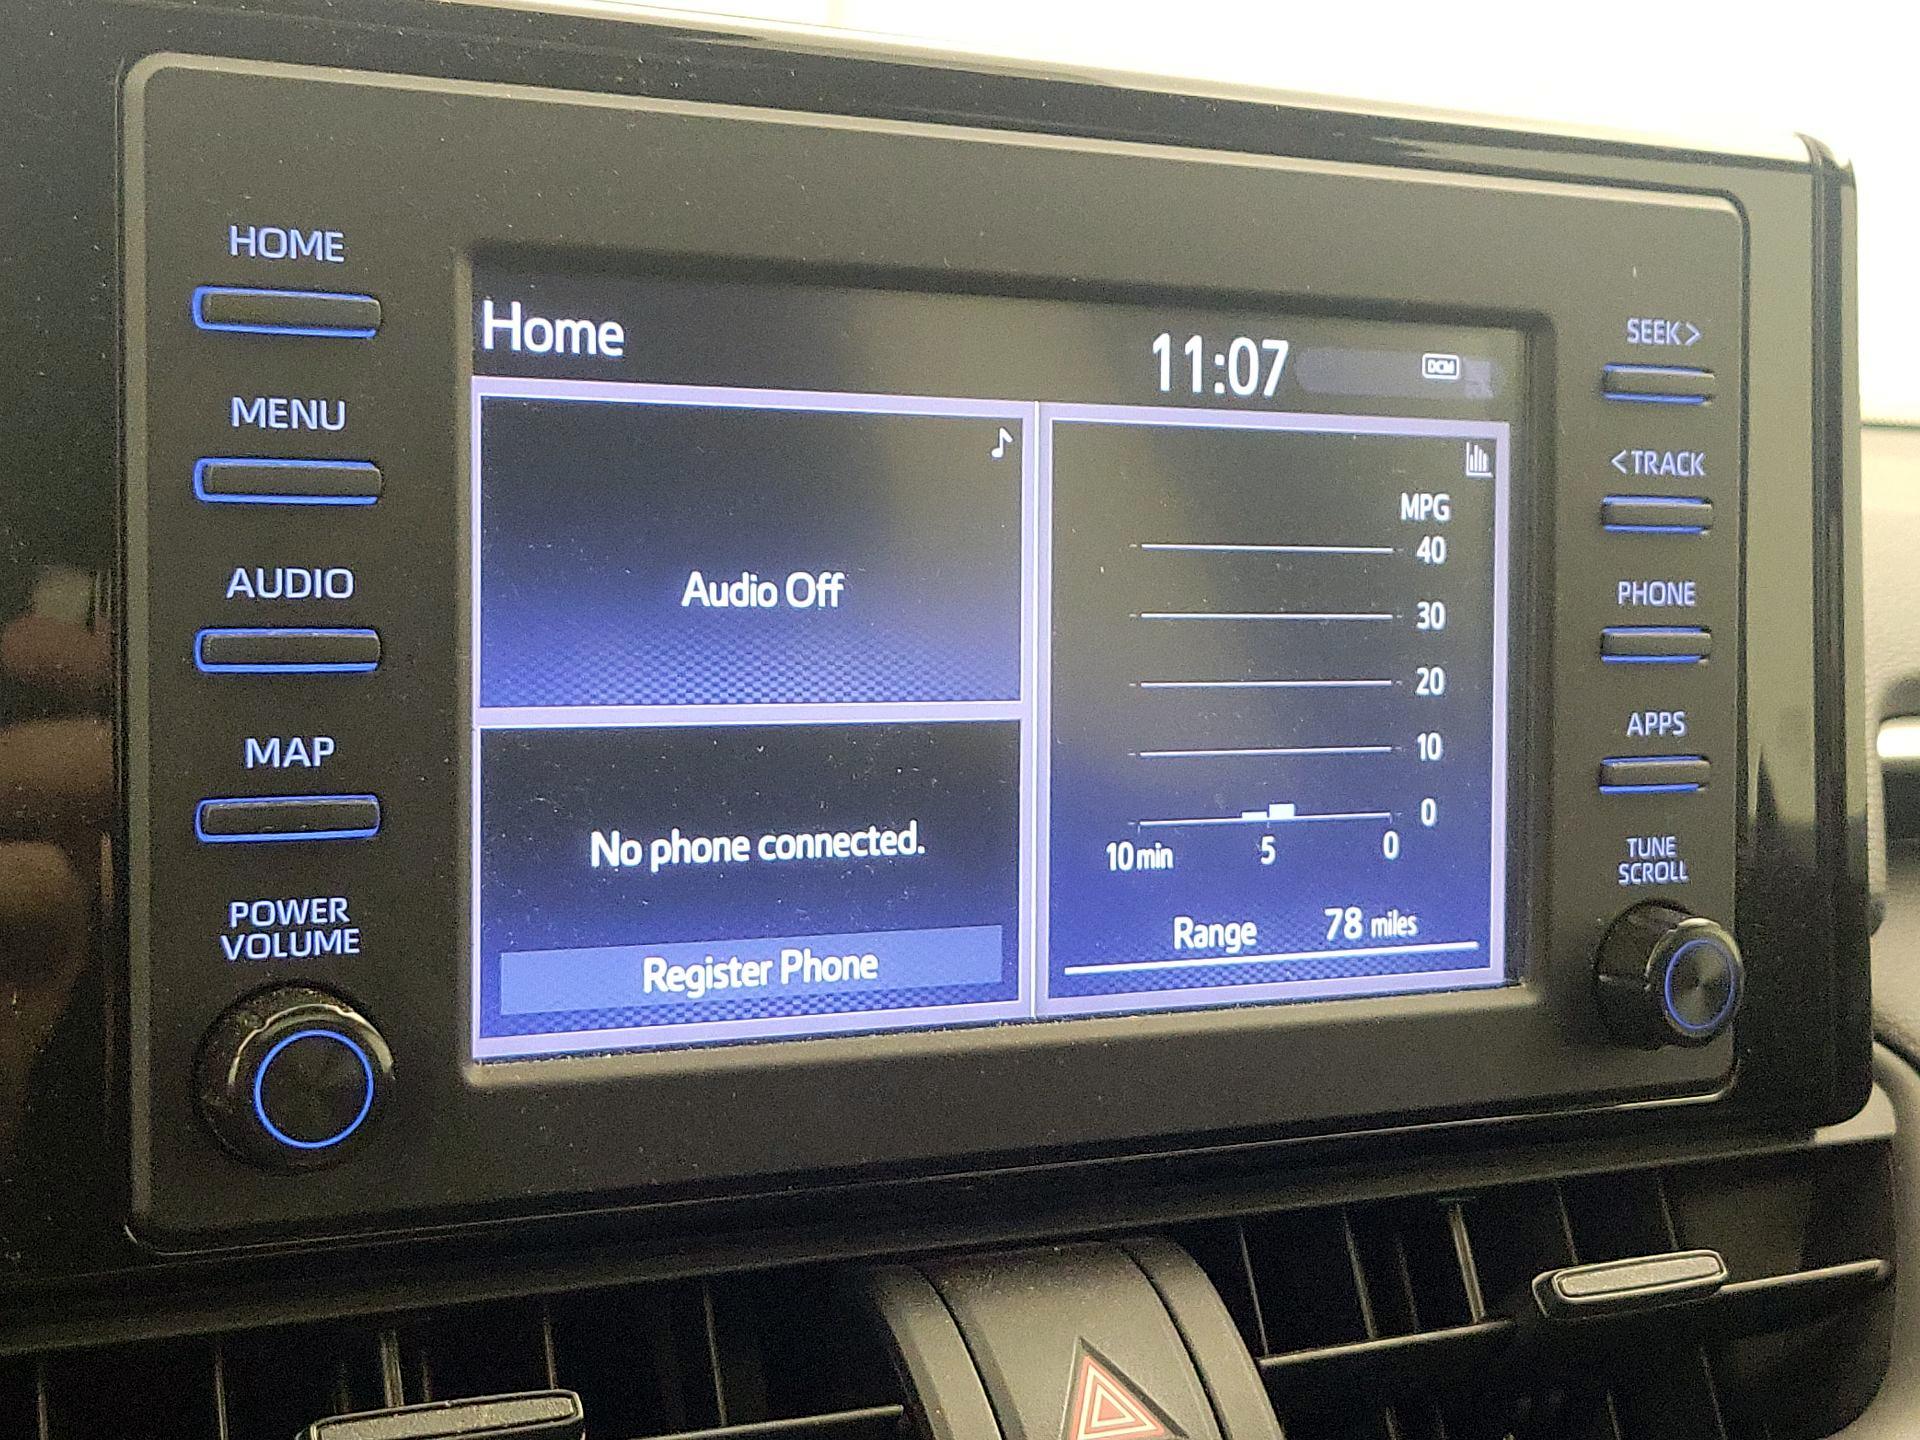 HOME
MENU
AUDIO
MAP
POWER
VOLUME
Home
11:07
DCM
Audio Off
No phone connected.
Register Phone
MPG
40
30
20
10
0
10 min 5 0
Range 78 miles
SEEK >
< TRACK
PHONE
APPS
TUNE
SCROLL